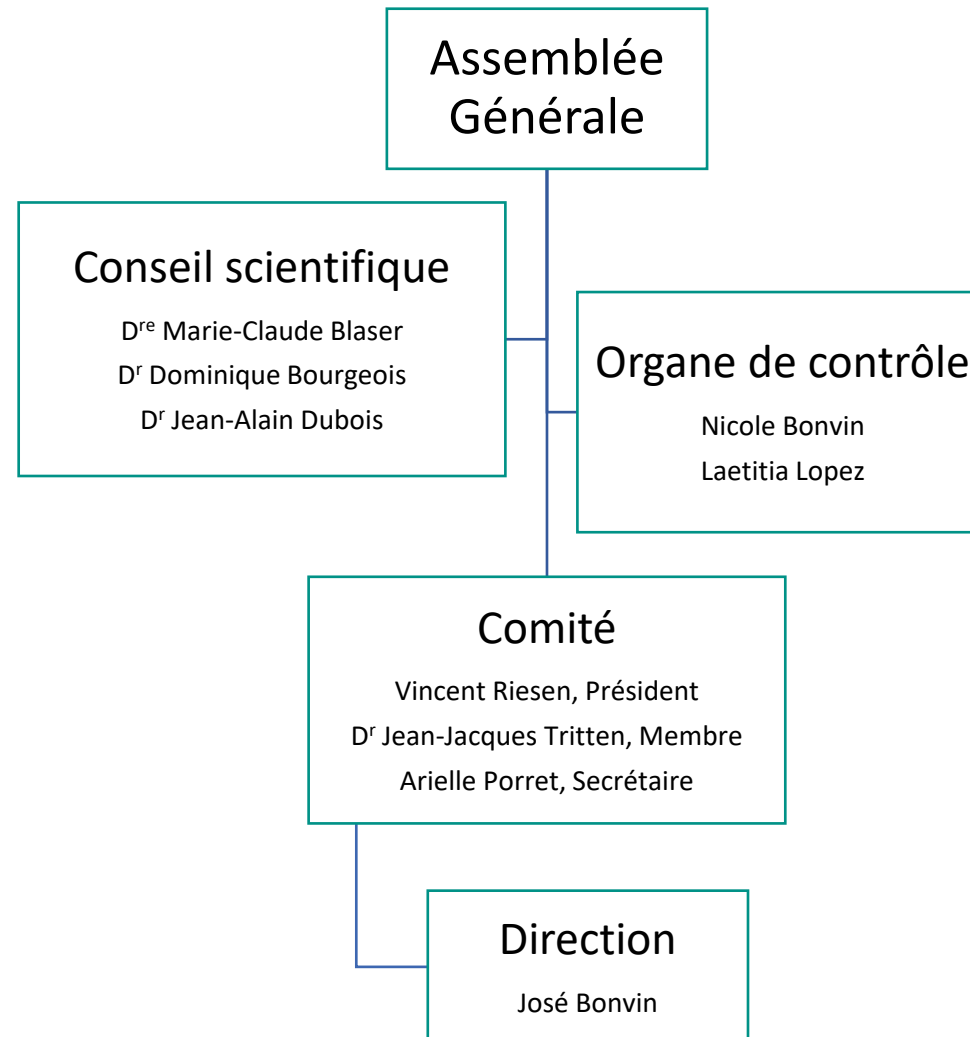 Assemblée
Générale
Conseil scientifique
Dʳᵉ Marie-Claude Blaser
Dʳ Dominique Bourgeois
Dʳ Jean-Alain Dubois
Organe de contrôle
Nicole Bonvin
Laetitia Lopez
Comité
Vincent Riesen, Président
Dʳ Jean-Jacques Tritten, Membre
Arielle Porret, Secrétaire
Direction
José Bonvin